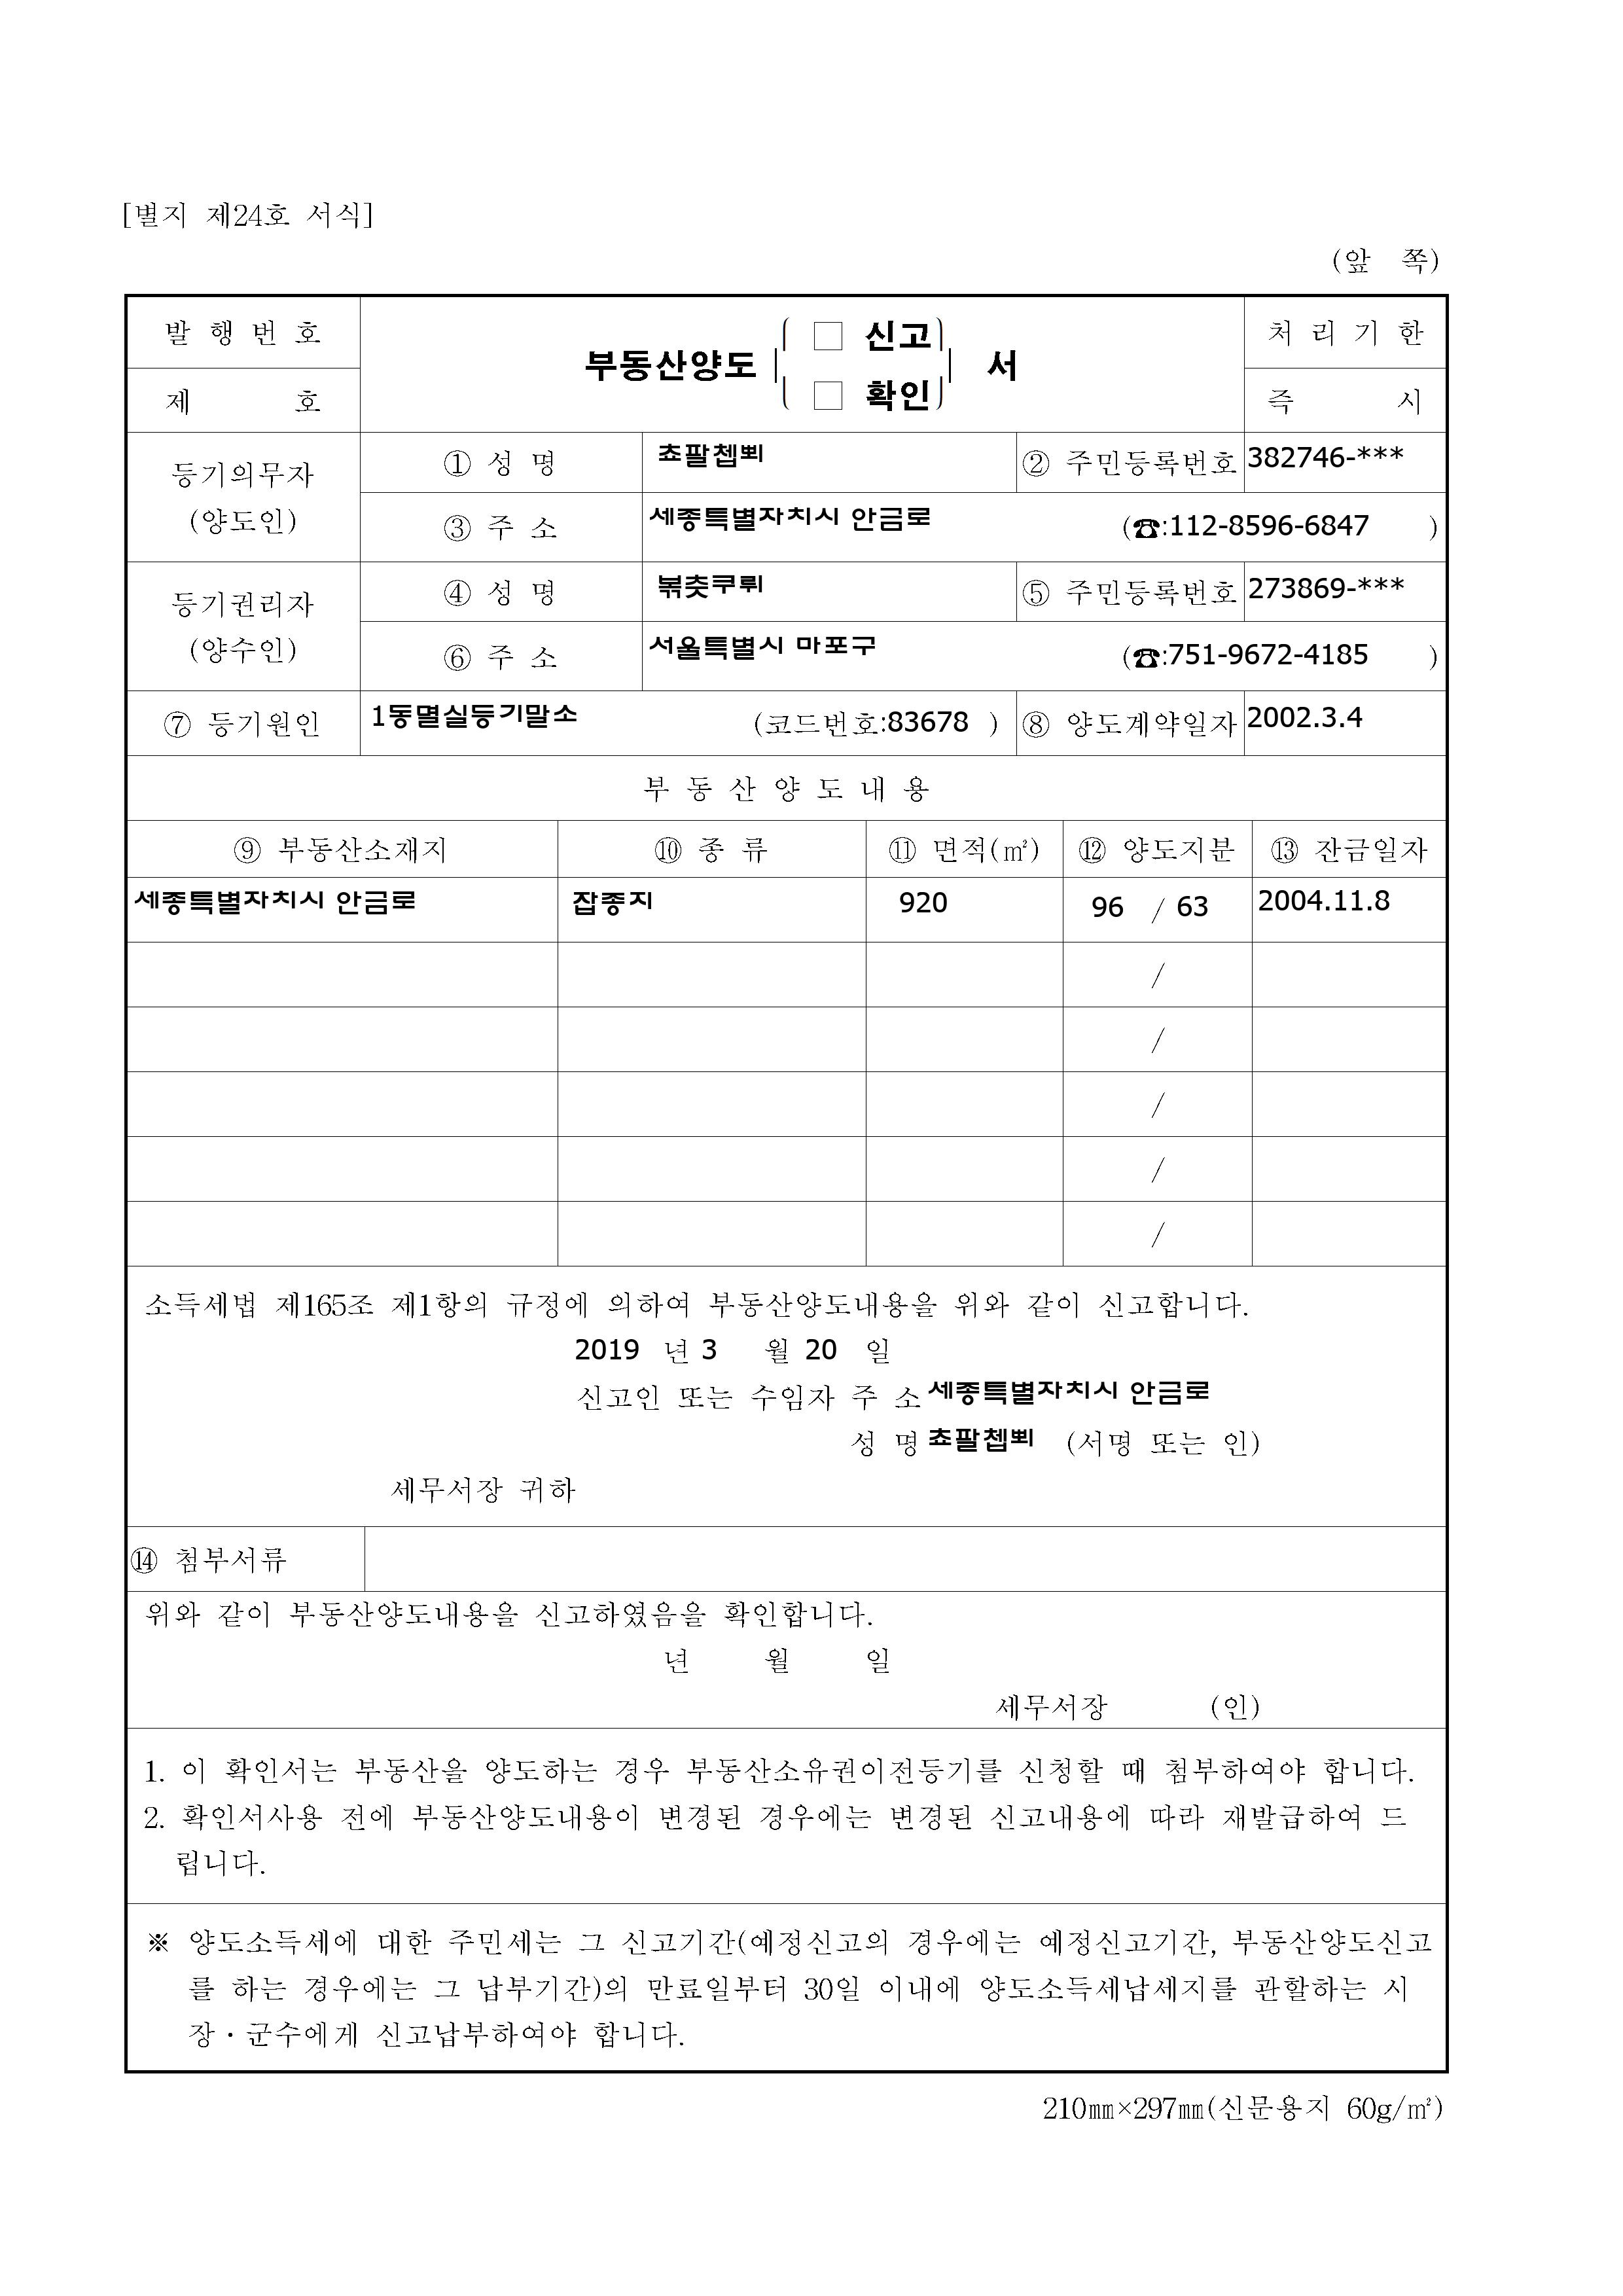 [별지 제24호 서식]
(앞 쪽)
발 행 번 호
제 호
부동산양도 □ 신고 □ 확인 서
처 리 기 한
즉 시
등기의무자
(양도인)
① 성 명 쵸팔쳅쀠 ② 주민등록번호 382746-***
③ 주 소 세종특별자치시 안금로 (☎:112-8596-6847 )
등기권리자
(양수인)
④ 성 명 볶춋쿠뤼 ⑤ 주민등록번호 273869-***
⑥ 주 소 서울특별시 마포구 (☎:751-9672-4185 )
⑦ 등기원인 1동멸실등기말소 (코드번호:83678 ) ⑧ 양도계약일자 2002.3.4
부 동 산 양 도 내 용
⑨ 부동산소재지 ⑩ 종 류 ⑪ 면적(㎡) ⑫ 양도지분 ⑬ 잔금일자
세종특별자치시 안금로 잡종지 920 96 / 63 2004.11.8
/
/
/
/
/
소득세법 제165조 제1항의 규정에 의하여 부동산양도내용을 위와 같이 신고합니다.
2019 년 3 월 20 일
신고인 또는 수임자 주 소 세종특별자치시 안금로
성 명 쵸팔쳅쀠 (서명 또는 인)
세무서장 귀하
⑭ 첨부서류
위와 같이 부동산양도내용을 신고하였음을 확인합니다.
년 월 일
세무서장 (인)
1. 이 확인서는 부동산을 양도하는 경우 부동산소유권이전등기를 신청할 때 첨부하여야 합니다.
2. 확인서사용 전에 부동산양도내용이 변경된 경우에는 변경된 신고내용에 따라 재발급하여 드
립니다.
※ 양도소득세에 대한 주민세는 그 신고기간(예정신고의 경우에는 예정신고기간, 부동산양도신고
를 하는 경우에는 그 납부기간)의 만료일부터 30일 이내에 양도소득세납세지를 관할하는 시
장·군수에게 신고납부하여야 합니다.
210㎜×297㎜(신문용지 60g/㎡)